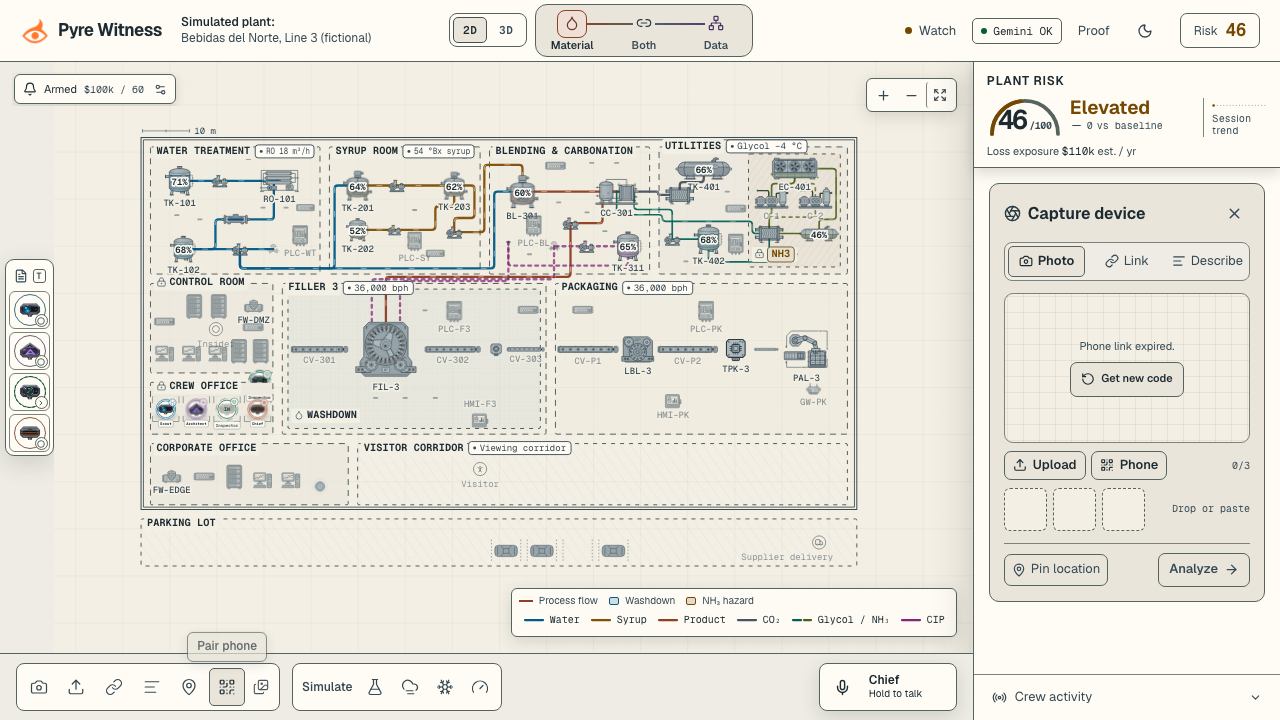 Pyre Witness
Simulated plant:
Bebidas del Norte, Line 3 (fictional)
2D
3D
Material
Both
Data
Watch
Gemini OK
Proof
Risk 46
Armed $100k / 60
10 m
WATER TREATMENT
RO 18 m³/h
SYRUP ROOM
54 °Bx syrup
BLENDING & CARBONATION
UTILITIES
Glycol -4 °C
71%
TK-101
RO-101
64%
TK-201
62%
TK-203
60%
BL-301
CC-301
66%
TK-401
EC-401
52%
TK-202
68%
TK-102
PLC-WT
PLC-ST
PLC-BL
65%
TK-311
68%
TK-402
46%
NH3
CONTROL ROOM
FW-DMZ
FILLER 3
36,000 bph
PLC-F3
CV-301
CV-302
CV-303
FIL-3
HMI-F3
WASHDOWN
PACKAGING
36,000 bph
PLC-PK
CV-P1
LBL-3
CV-P2
TPK-3
PAL-3
GW-PK
HMI-PK
CREW OFFICE
Scout
Architect
Inspector
Chief
CORPORATE OFFICE
FW-EDGE
VISITOR CORRIDOR
Viewing corridor
Visitor
PARKING LOT
Supplier delivery
Process flow
Washdown
NH₃ hazard
Water
Syrup
Product
CO₂
Glycol / NH₃
CIP
Pair phone
Simulate
Chief
Hold to talk
PLANT RISK
46 /100
Elevated
— 0 vs baseline
Session
trend
Loss exposure $110k est. / yr
Capture device
Photo
Link
Describe
Phone link expired.
Get new code
Upload
Phone
0/3
Drop or paste
Pin location
Analyze
Crew activity